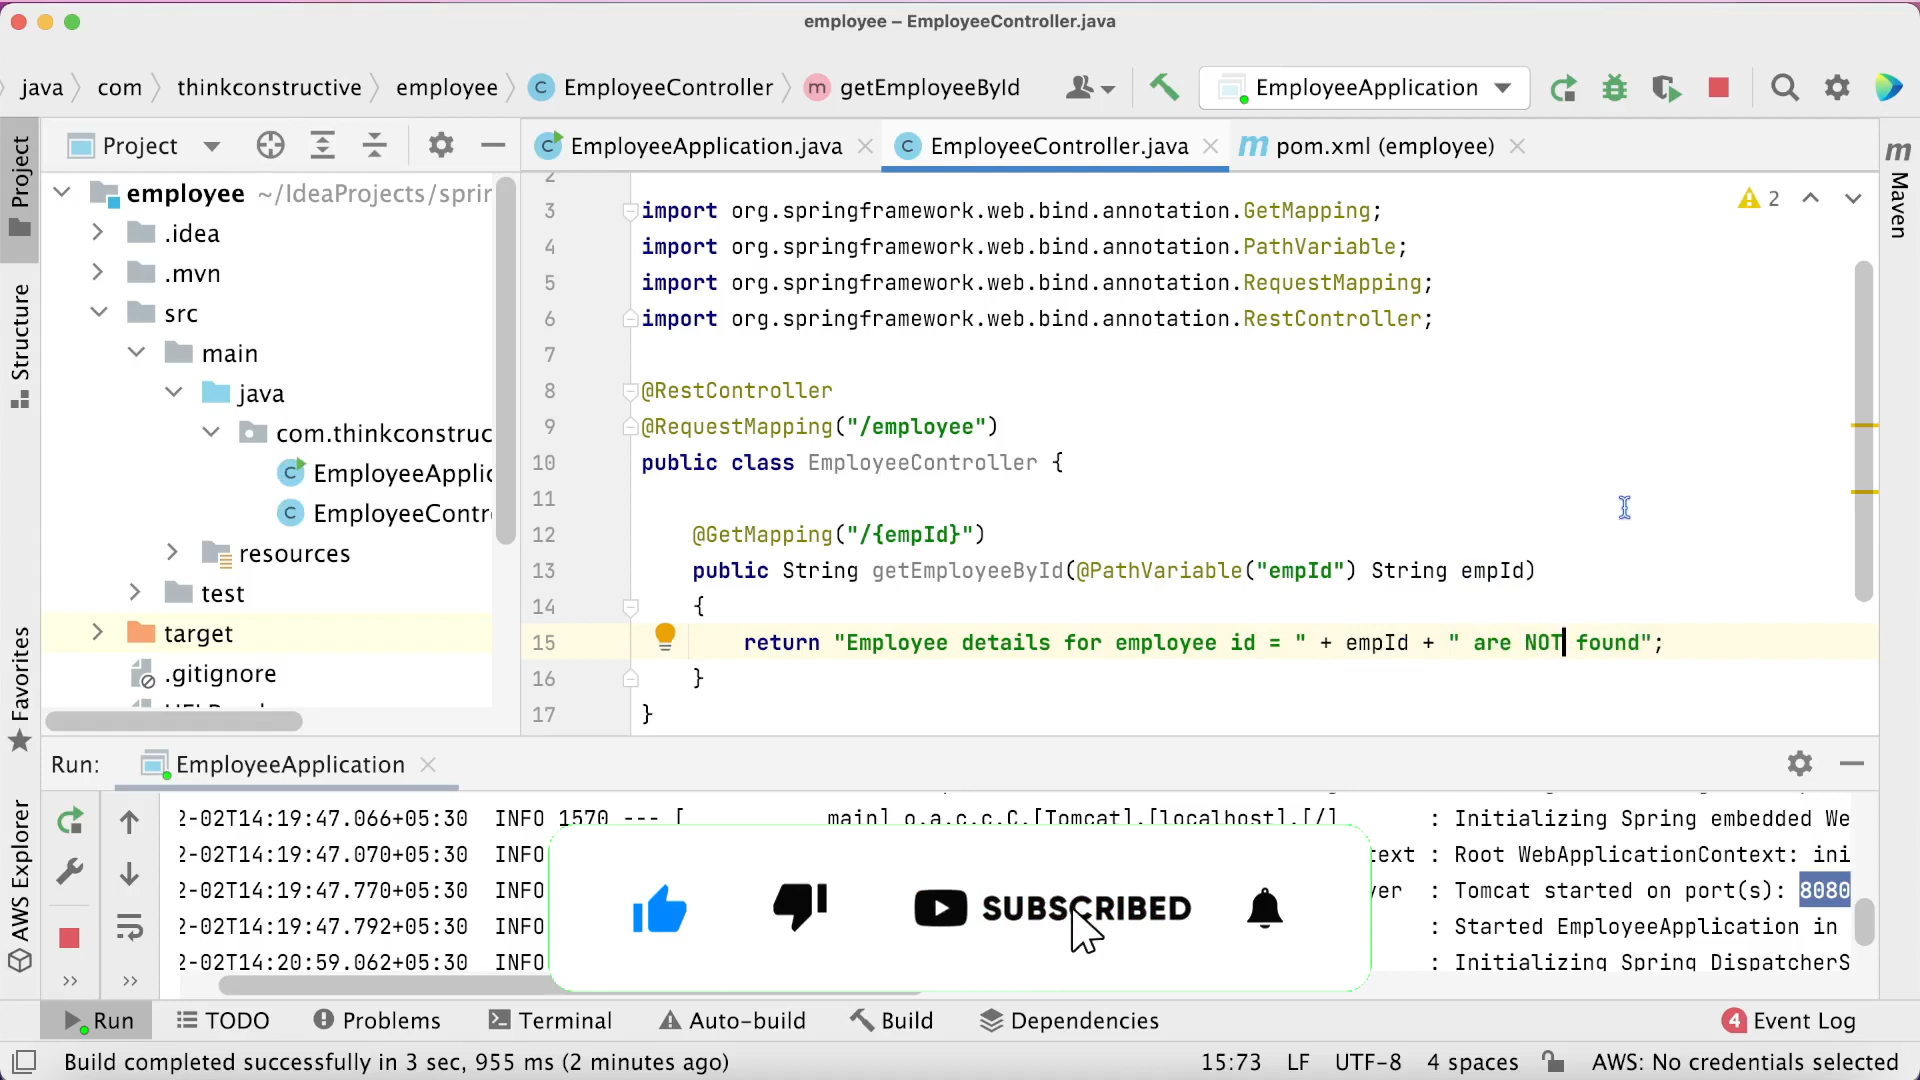 employee – EmployeeController.java
java com thinkconstructive employee EmployeeController m getEmployeeById EmployeeApplication
Project
EmployeeApplication.java EmployeeController.java pom.xml (employee)
employee ~/IdeaProjects/sprin
.idea
.mvn
src
main
java
com.thinkconstruc
EmployeeApplic
EmployeeContr
resources
test
target
.gitignore
2
3 import org.springframework.web.bind.annotation.GetMapping;
4 import org.springframework.web.bind.annotation.PathVariable;
5 import org.springframework.web.bind.annotation.RequestMapping;
6 import org.springframework.web.bind.annotation.RestController;
7
8 @RestController
9 @RequestMapping("/employee")
10 public class EmployeeController {
11
12 @GetMapping("/{empId}")
13 public String getEmployeeById(@PathVariable("empId") String empId)
14 {
15 return "Employee details for employee id = " + empId + " are NOT found";
16 }
17 }
2
Project
Structure
Favorites
AWS Explorer
m Maven
Run: EmployeeApplication
2-02T14:19:47.066+05:30 INFO 1570 --- [ main] o.a.c.c.C.[Tomcat].[localhost].[/] : Initializing Spring embedded We
2-02T14:19:47.070+05:30 INFO text : Root WebApplicationContext: ini
2-02T14:19:47.770+05:30 INFO ver : Tomcat started on port(s): 8080
2-02T14:19:47.792+05:30 INFO : Started EmployeeApplication in
2-02T14:20:59.062+05:30 INFO : Initializing Spring DispatcherS
SUBSCRIBED
Run TODO Problems Terminal Auto-build Build Dependencies 4 Event Log
Build completed successfully in 3 sec, 955 ms (2 minutes ago) 15:73 LF UTF-8 4 spaces AWS: No credentials selected